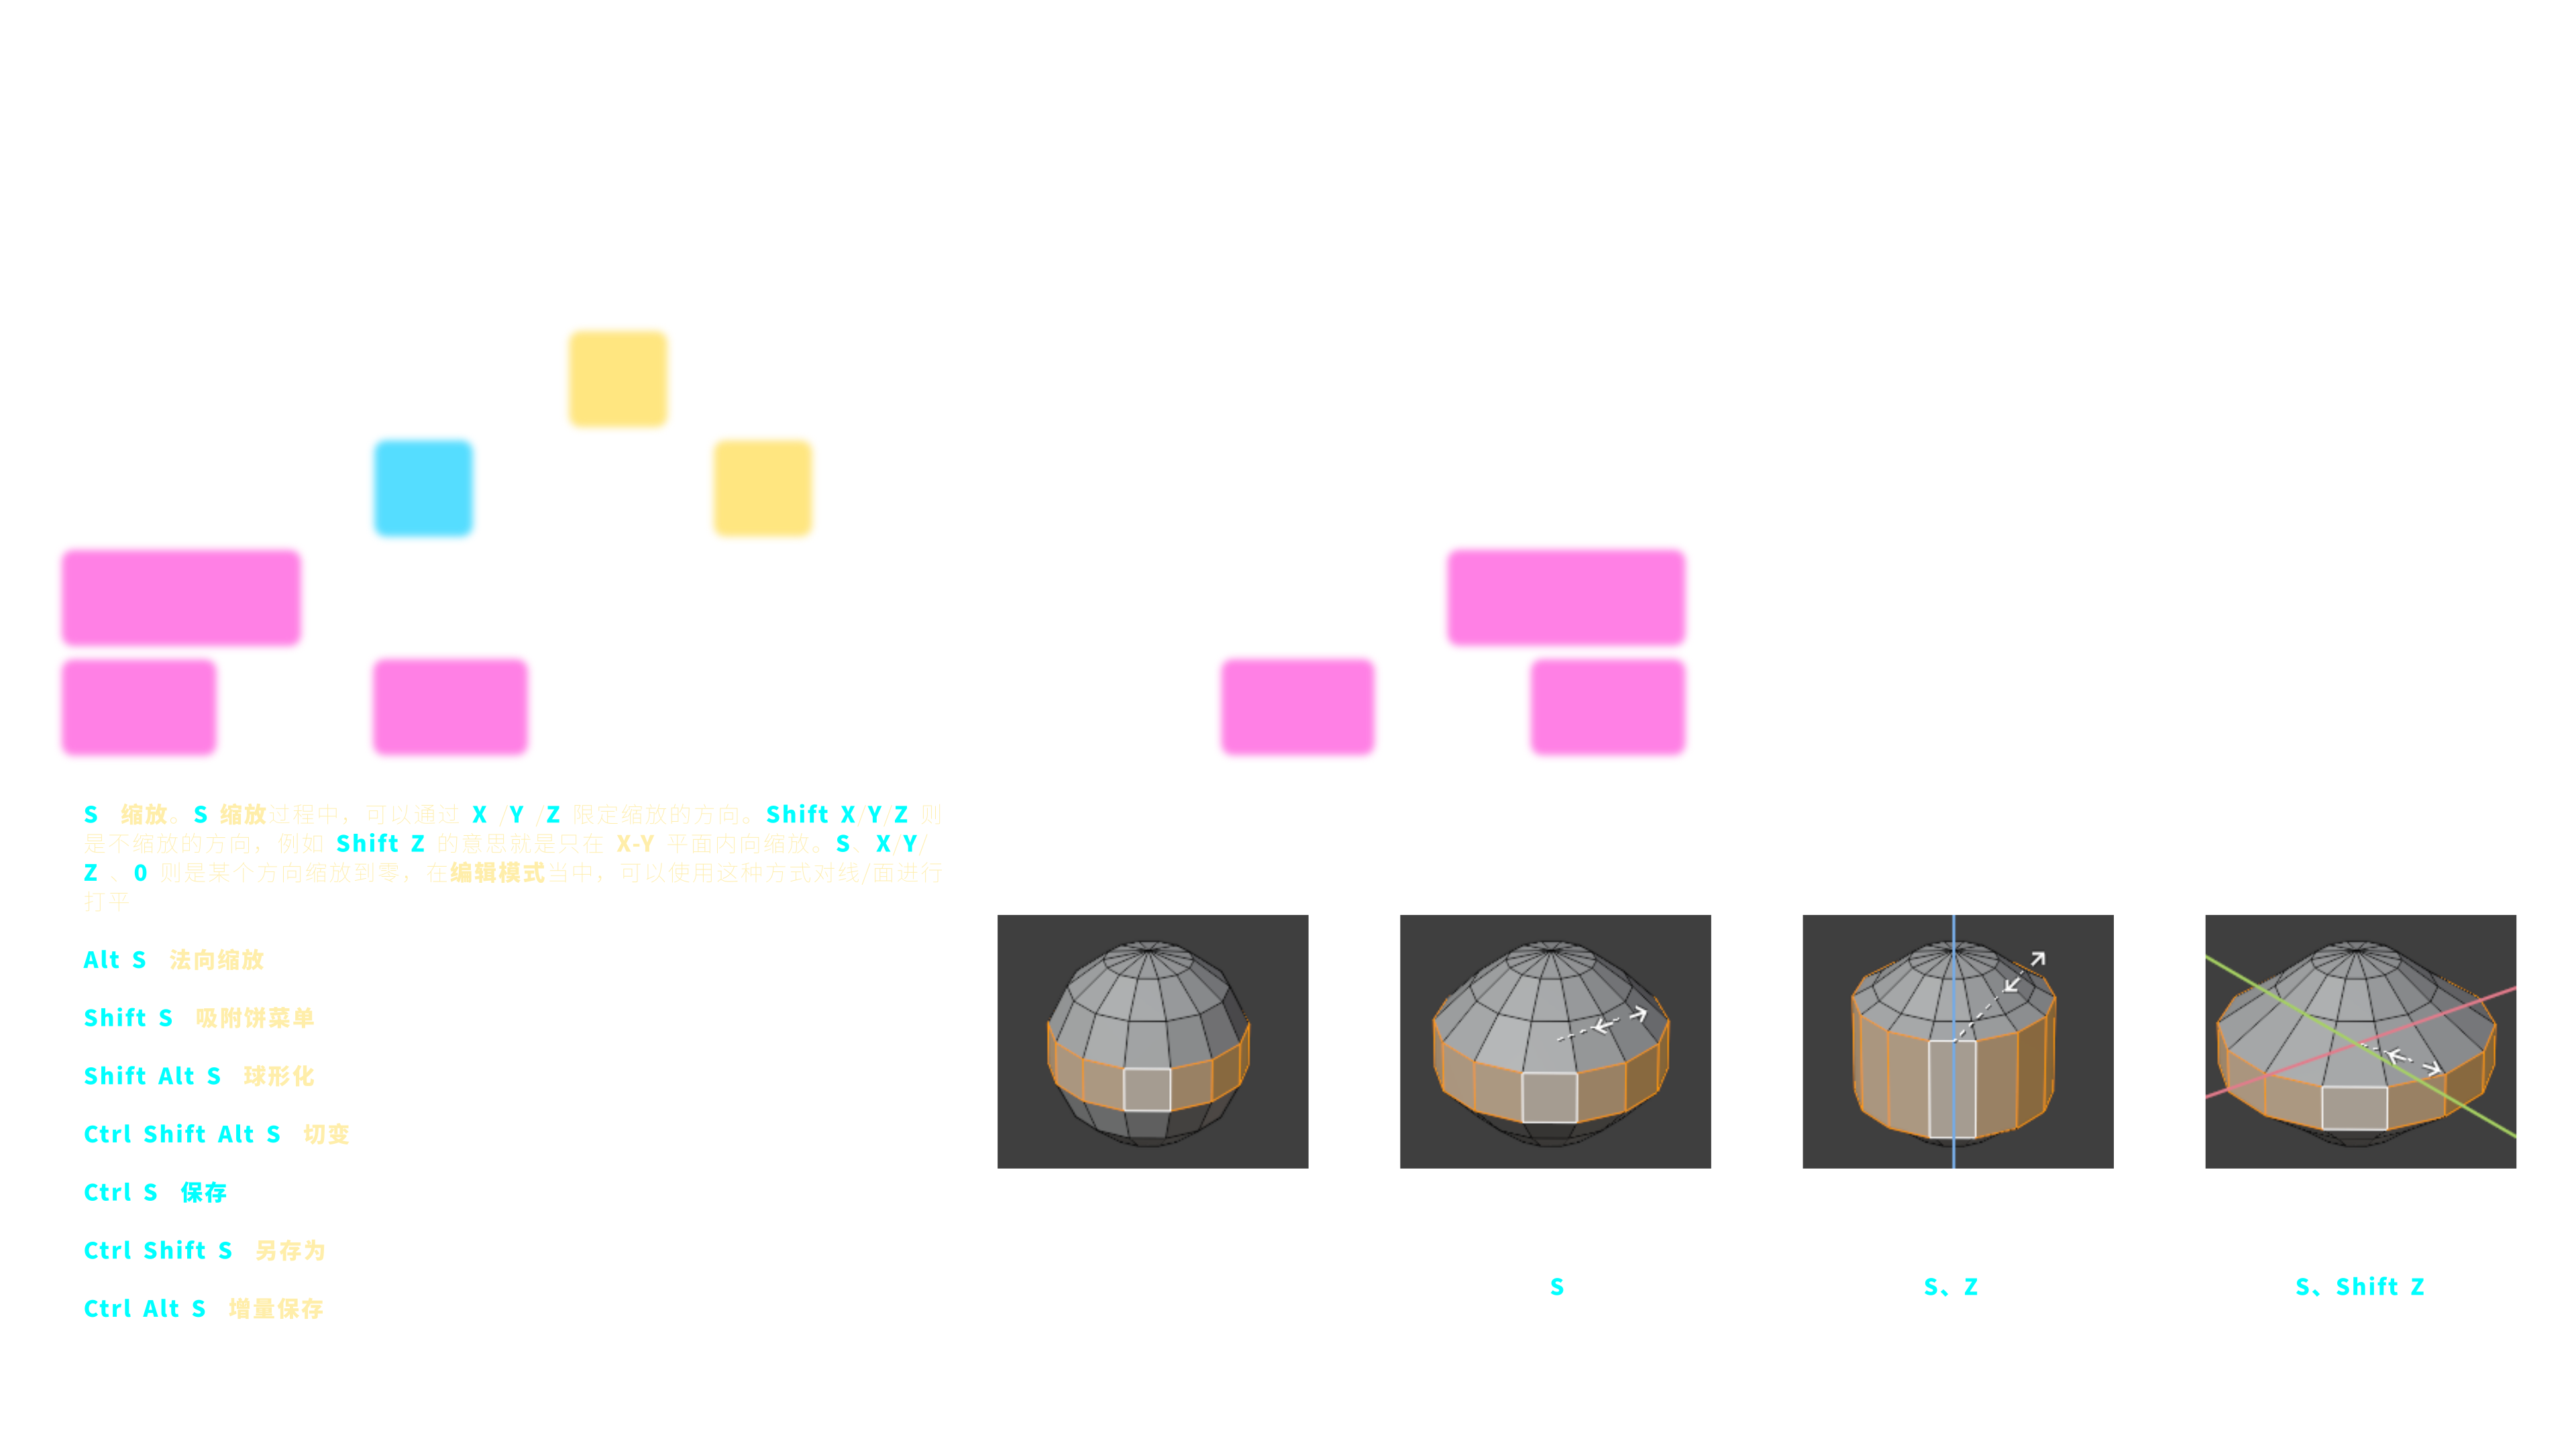 S 缩放。S 缩放过程中，可以通过 X /Y /Z 限定缩放的方向。Shift X/Y/Z 则
是不缩放的方向，例如 Shift Z 的意思就是只在 X-Y 平面内向缩放。S、X/Y/
Z 、0 则是某个方向缩放到零，在编辑模式当中，可以使用这种方式对线/面进行
打平
Alt S 法向缩放
Shift S 吸附饼菜单
Shift Alt S 球形化
Ctrl Shift Alt S 切变
Ctrl S 保存
Ctrl Shift S 另存为
Ctrl Alt S 增量保存
S
S、Z
S、Shift Z